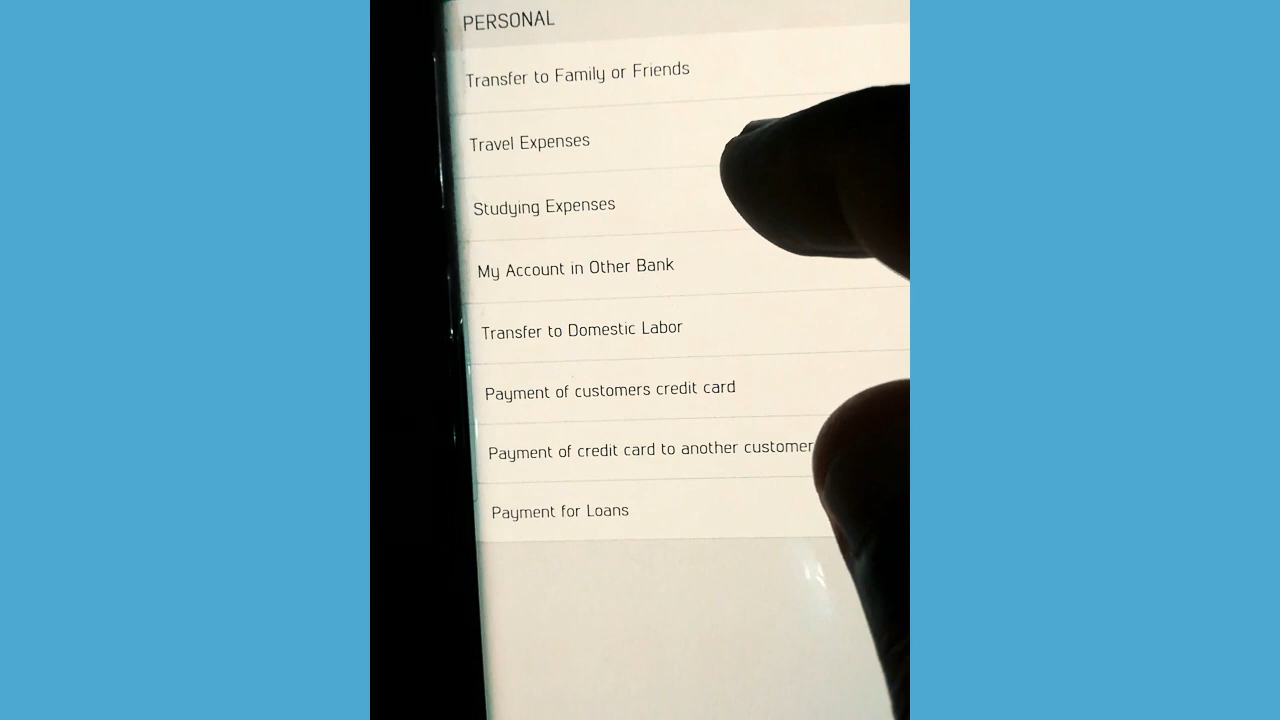 PERSONAL
Transfer to Family or Friends
Travel Expenses
Studying Expenses
My Account in Other Bank
Transfer to Domestic Labor
Payment of customers credit card
Payment of credit card to another customer
Payment for Loans